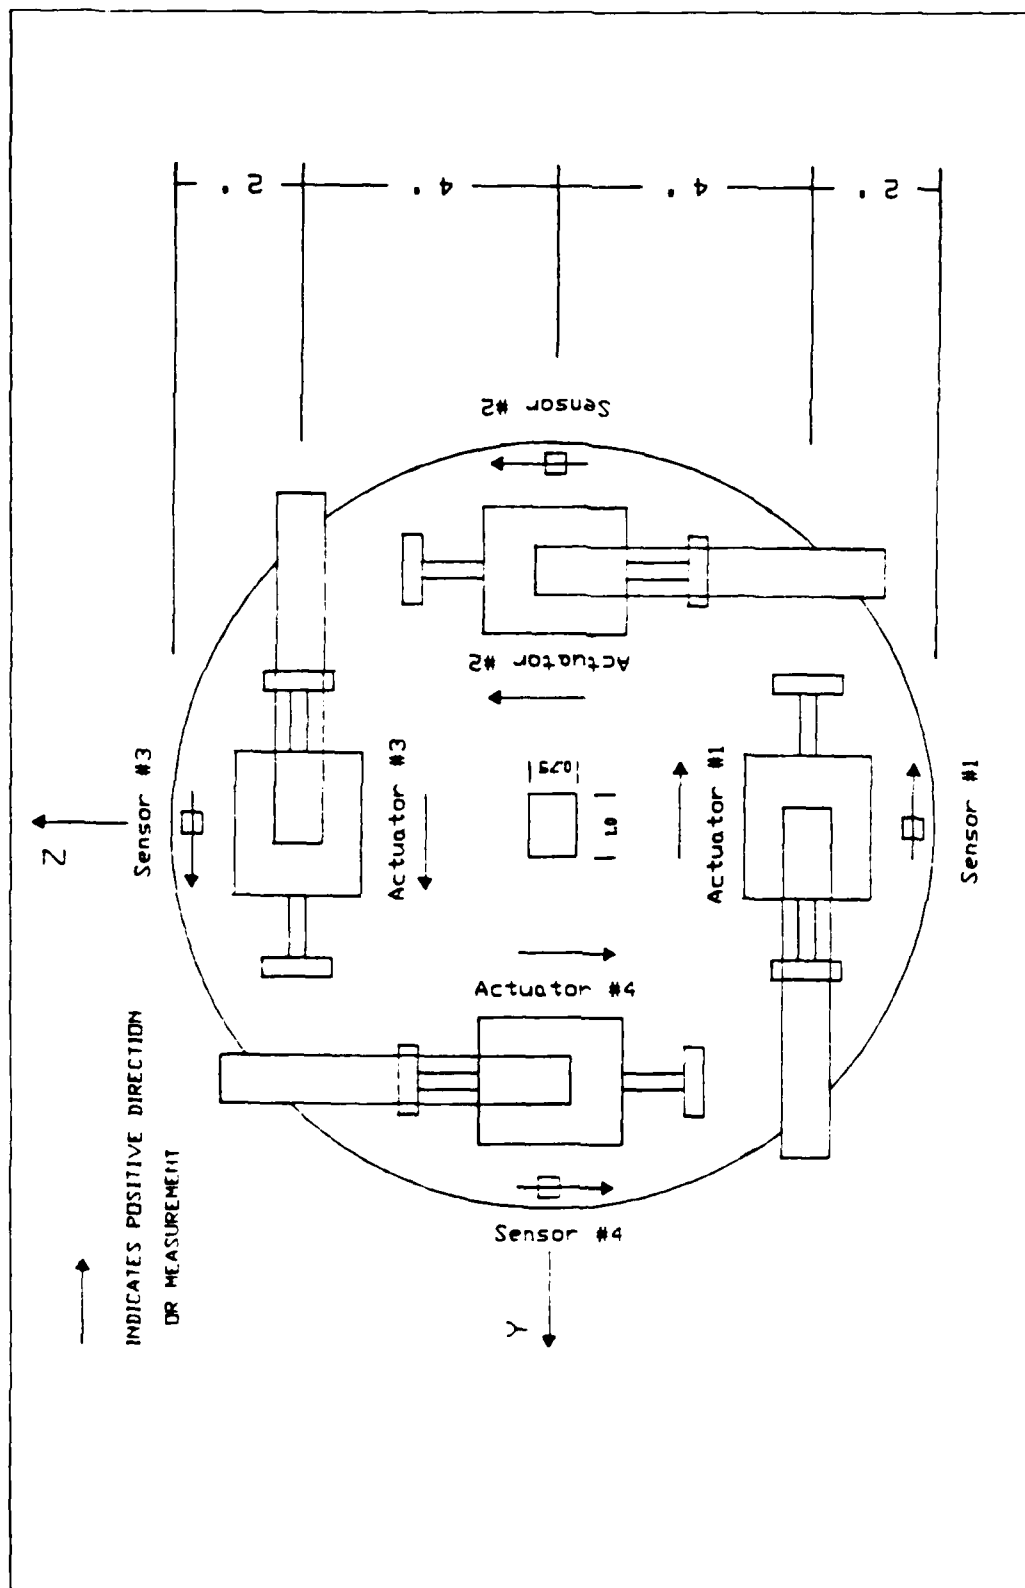 2 '
4 '
4 '
2 '
Sensor #2
Actuator #2
Sensor #3
Z
Actuator #3
0.75
1.0
Actuator #1
Sensor #1
Actuator #4
Sensor #4
Y
INDICATES POSITIVE DIRECTION
OR MEASUREMENT